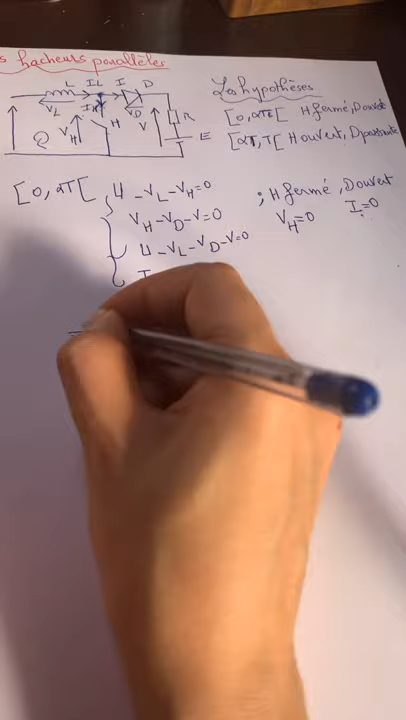 s hacheurs parallèles
L IL I D
VL IH VD R
VH H V E
Les hypothèses
[0, αT[ H fermé, D ouvert
[αT, T[ H ouvert, D passante
[0, αT[ U - VL - VH = 0 ; H fermé, D ouvert
VH - VD - V = 0 VH = 0 I = 0
U - VL - VD - V = 0
I